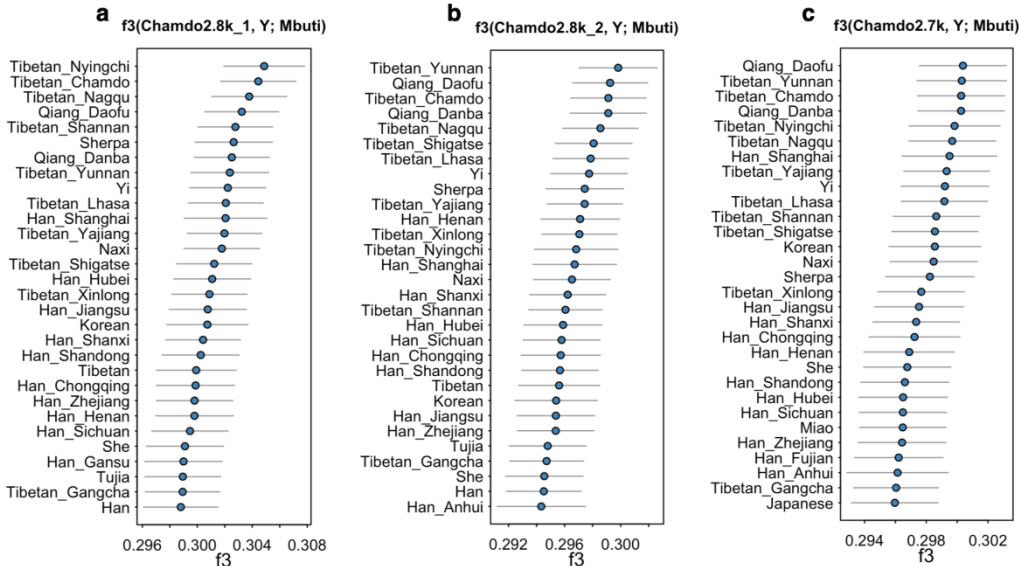 a
f3(Chamdo2.8k_1, Y; Mbuti)
Tibetan_Nyingchi
Tibetan_Chamdo
Tibetan_Nagqu
Qiang_Daofu
Tibetan_Shannan
Sherpa
Qiang_Danba
Tibetan_Yunnan
Yi
Tibetan_Lhasa
Han_Shanghai
Tibetan_Yajiang
Naxi
Tibetan_Shigatse
Han_Hubei
Tibetan_Xinlong
Han_Jiangsu
Korean
Han_Shanxi
Han_Shandong
Tibetan
Han_Chongqing
Han_Zhejiang
Han_Henan
Han_Sichuan
She
Han_Gansu
Tujia
Tibetan_Gangcha
Han
0.296 0.300 0.304 0.308
f3
b
f3(Chamdo2.8k_2, Y; Mbuti)
Tibetan_Yunnan
Qiang_Daofu
Tibetan_Chamdo
Qiang_Danba
Tibetan_Nagqu
Tibetan_Shigatse
Tibetan_Lhasa
Yi
Sherpa
Tibetan_Yajiang
Han_Henan
Tibetan_Xinlong
Tibetan_Nyingchi
Han_Shanghai
Naxi
Han_Shanxi
Tibetan_Shannan
Han_Hubei
Han_Sichuan
Han_Chongqing
Han_Shandong
Tibetan
Korean
Han_Jiangsu
Han_Zhejiang
Tujia
Tibetan_Gangcha
She
Han
Han_Anhui
0.292 0.296 0.300
f3
c
f3(Chamdo2.7k, Y; Mbuti)
Qiang_Daofu
Tibetan_Yunnan
Tibetan_Chamdo
Qiang_Danba
Tibetan_Nyingchi
Tibetan_Nagqu
Han_Shanghai
Tibetan_Yajiang
Yi
Tibetan_Lhasa
Tibetan_Shannan
Tibetan_Shigatse
Korean
Naxi
Sherpa
Tibetan_Xinlong
Han_Jiangsu
Han_Shanxi
Han_Chongqing
Han_Henan
She
Han_Shandong
Han_Hubei
Han_Sichuan
Miao
Han_Zhejiang
Han_Fujian
Han_Anhui
Tibetan_Gangcha
Japanese
0.294 0.298 0.302
f3